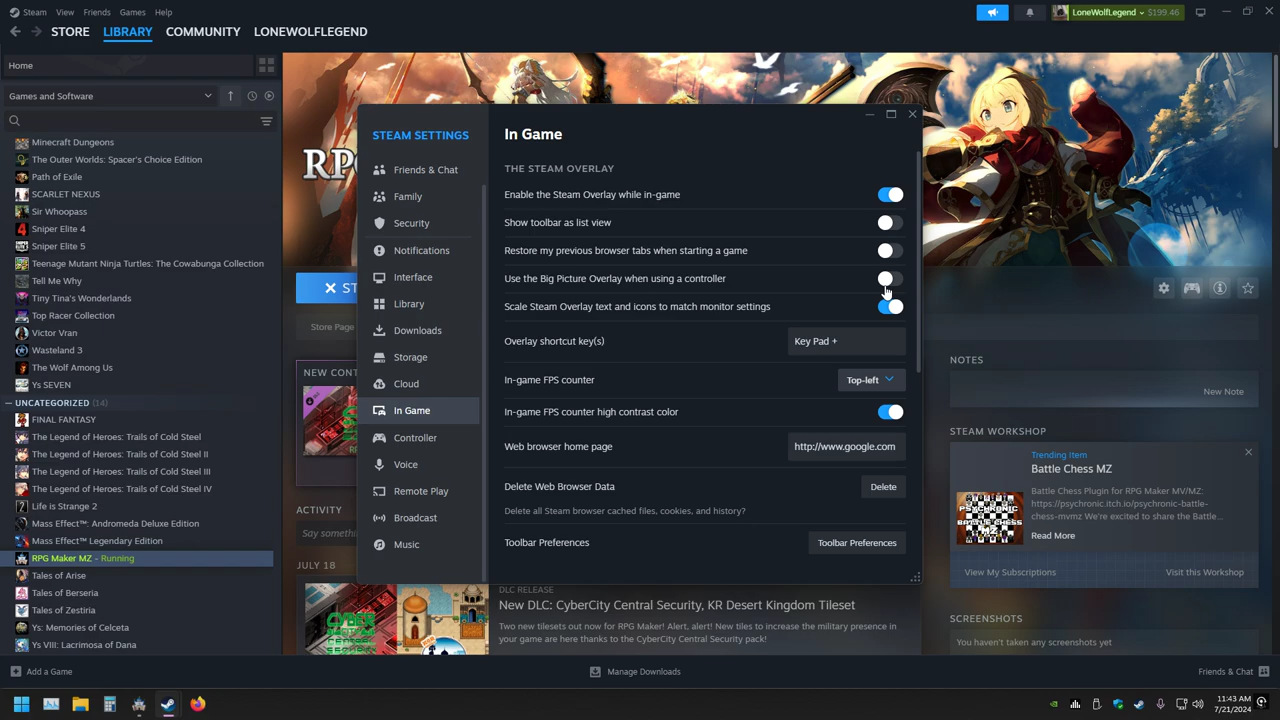 Steam View Friends Games Help
LoneWolfLegend $199.46
STORE LIBRARY COMMUNITY LONEWOLFLEGEND
Home
Games and Software
Minecraft Dungeons
The Outer Worlds: Spacer's Choice Edition
Path of Exile
SCARLET NEXUS
Sir Whoopass
Sniper Elite 4
Sniper Elite 5
Teenage Mutant Ninja Turtles: The Cowabunga Collection
Tell Me Why
Tiny Tina's Wonderlands
Top Racer Collection
Victor Vran
Wasteland 3
The Wolf Among Us
Ys SEVEN
UNCATEGORIZED (14)
FINAL FANTASY
The Legend of Heroes: Trails of Cold Steel
The Legend of Heroes: Trails of Cold Steel II
The Legend of Heroes: Trails of Cold Steel III
The Legend of Heroes: Trails of Cold Steel IV
Life is Strange 2
Mass Effect™: Andromeda Deluxe Edition
Mass Effect™ Legendary Edition
RPG Maker MZ - Running
Tales of Arise
Tales of Berseria
Tales of Zestiria
Ys: Memories of Celceta
Ys VIII: Lacrimosa of Dana
Add a Game
RPG
ST
Store Page
NEW CONT
ACTIVITY
Say somethi
JULY 18
STEAM SETTINGS
Friends & Chat
Family
Security
Notifications
Interface
Library
Downloads
Storage
Cloud
In Game
Controller
Voice
Remote Play
Broadcast
Music
In Game
THE STEAM OVERLAY
Enable the Steam Overlay while in-game
Show toolbar as list view
Restore my previous browser tabs when starting a game
Use the Big Picture Overlay when using a controller
Scale Steam Overlay text and icons to match monitor settings
Overlay shortcut key(s) Key Pad +
In-game FPS counter Top-left
In-game FPS counter high contrast color
Web browser home page http://www.google.com
Delete Web Browser Data Delete
Delete all Steam browser cached files, cookies, and history?
Toolbar Preferences Toolbar Preferences
DLC RELEASE
New DLC: CyberCity Central Security, KR Desert Kingdom Tileset
Two new tilesets out now for RPG Maker! Alert, alert! New tiles to increase the military presence in
your game are here thanks to the CyberCity Central Security pack!
NOTES
New Note
STEAM WORKSHOP
Trending Item
Battle Chess MZ
Battle Chess Plugin for RPG Maker MV/MZ:
https://psychronic.itch.io/psychronic-battle-
chess-mvmz We're excited to share the Battle...
PSYCHRONIC
BATTLE CHESS
MZ
Read More
View My Subscriptions Visit this Workshop
SCREENSHOTS
You haven't taken any screenshots yet
Manage Downloads
Friends & Chat
11:43 AM
7/21/2024